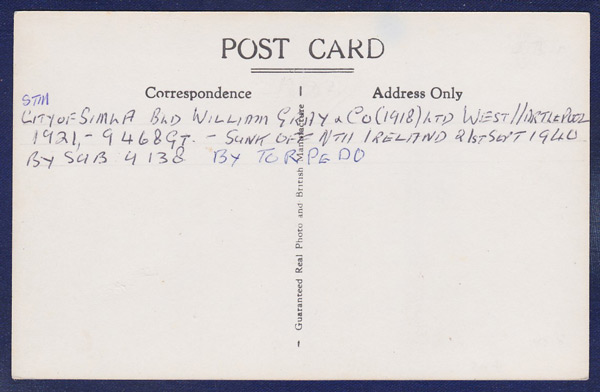 POST CARD
Correspondence
Address Only
STM
CITY OF SIMLA BLD WILLIAM GRAY & CO (1918) LTD WEST HARTLEPOOL
1921,- 9468 GT. - SUNK OFF NTH IRELAND 21ST SEPT 1940
BY SUB U 138 BY TORPEDO
Guaranteed Real Photo and British Manufacture